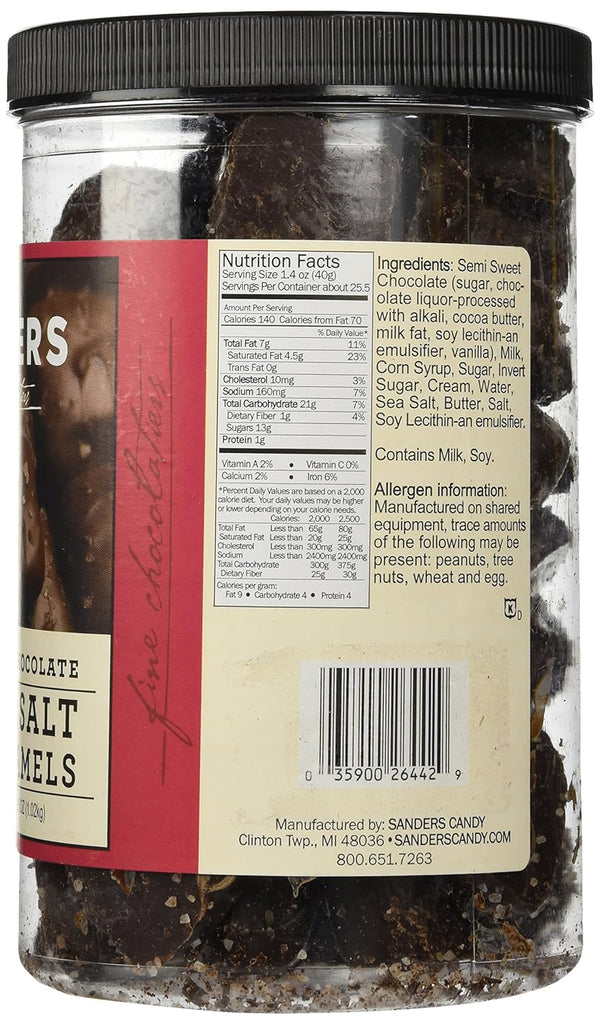 ERS
OCOLATE
SALT
MELS
OZ (1.02kg)
fine chocolatiers
Nutrition Facts
Serving Size 1.4 oz (40g)
Servings Per Container about 25.5
Amount Per Serving
Calories 140 Calories from Fat 70
% Daily Value*
Total Fat 7g 11%
Saturated Fat 4.5g 23%
Trans Fat 0g
Cholesterol 10mg 3%
Sodium 160mg 7%
Total Carbohydrate 21g 7%
Dietary Fiber 1g 4%
Sugars 13g
Protein 1g
Vitamin A 2% • Vitamin C 0%
Calcium 2% • Iron 6%
*Percent Daily Values are based on a 2,000
calorie diet. Your daily values may be higher
or lower depending on your calorie needs.
Calories: 2,000 2,500
Total Fat Less than 65g 80g
Saturated Fat Less than 20g 25g
Cholesterol Less than 300mg 300mg
Sodium Less than 2400mg 2400mg
Total Carbohydrate 300g 375g
Dietary Fiber 25g 30g
Calories per gram:
Fat 9 • Carbohydrate 4 • Protein 4
Ingredients: Semi Sweet
Chocolate (sugar, choc-
olate liquor-processed
with alkali, cocoa butter,
milk fat, soy lecithin-an
emulsifier, vanilla), Milk,
Corn Syrup, Sugar, Invert
Sugar, Cream, Water,
Sea Salt, Butter, Salt,
Soy Lecithin-an emulsifier.
Contains Milk, Soy.
Allergen information:
Manufactured on shared
equipment, trace amounts
of the following may be
present: peanuts, tree
nuts, wheat and egg.
K D
0 35900 26442 9
Manufactured by: SANDERS CANDY
Clinton Twp., MI 48036 • SANDERSCANDY.COM
800.651.7263